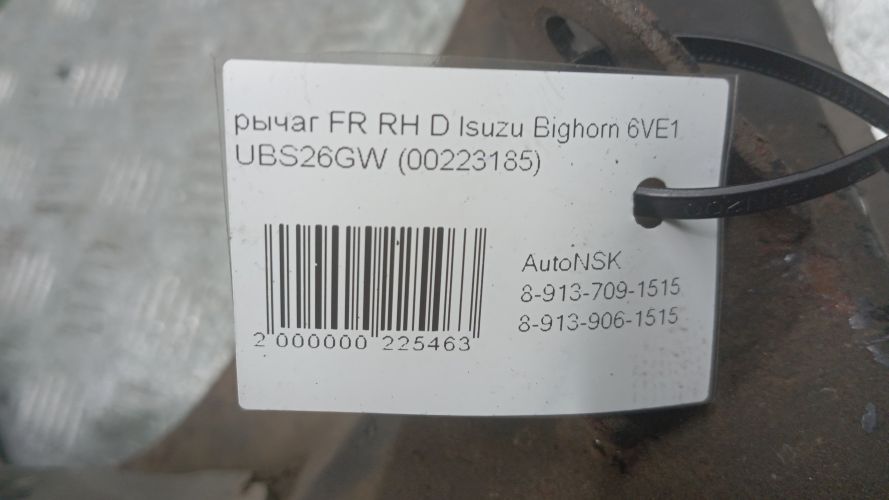 рычаг FR RH D Isuzu Bighorn 6VE1
UBS26GW (00223185)
AutoNSK
8-913-709-1515
8-913-906-1515
2 000000 225463